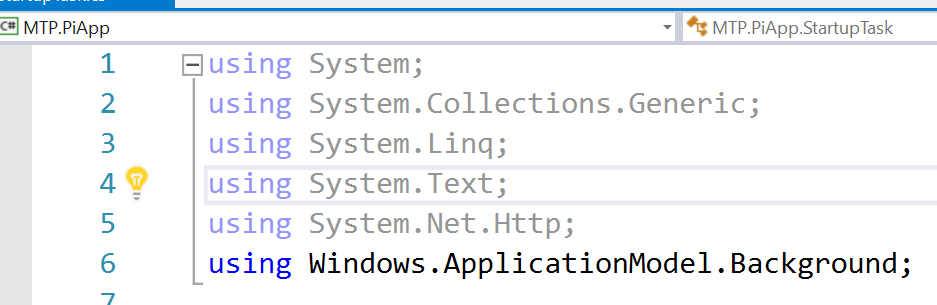 C# MTP.PiApp
MTP.PiApp.StartupTask
1 using System;
2 using System.Collections.Generic;
3 using System.Linq;
4 using System.Text;
5 using System.Net.Http;
6 using Windows.ApplicationModel.Background;
7